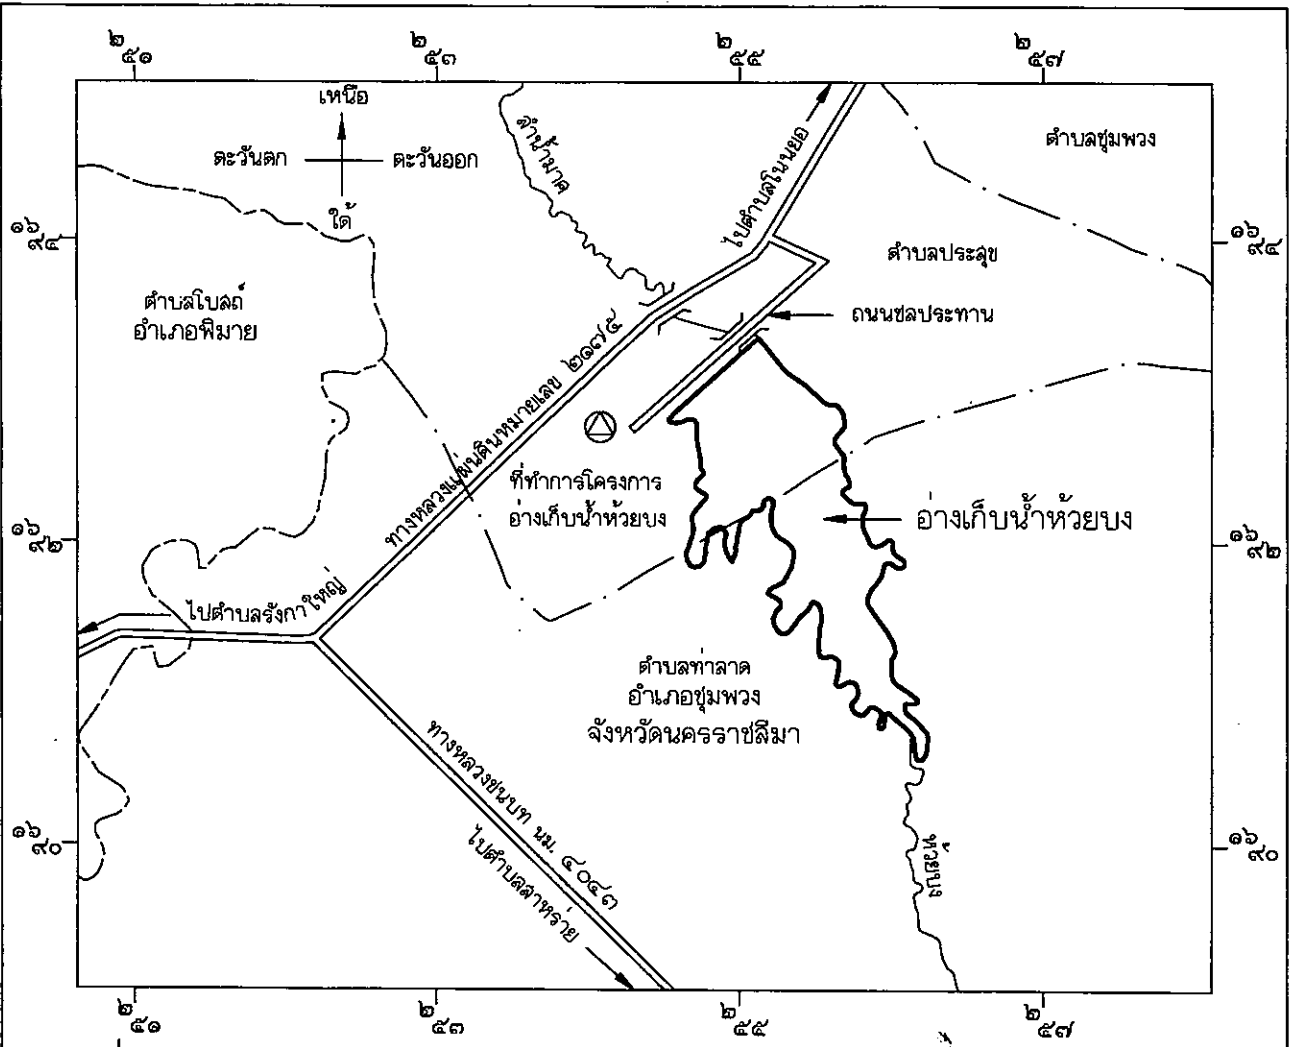 ๒๕๑
๒๕๓
๒๕๕
๒๕๗
เหนือ
ตะวันตก
ตะวันออก
ใต้
ลำน้ำมาศ
ไปตำบลโนนยอ
ตำบลชุมพวง
๑๖๙๔
๑๖๙๔
ตำบลประสุข
ตำบลโบสถ์
อำเภอพิมาย
ถนนชลประทาน
ทางหลวงแผ่นดินหมายเลข ๒๑๗๕
ที่ทำการโครงการ
อ่างเก็บน้ำห้วยบง
อ่างเก็บน้ำห้วยบง
๑๖๙๒
๑๖๙๒
ไปตำบลรังกาใหญ่
ตำบลท่าลาด
อำเภอชุมพวง
จังหวัดนครราชสีมา
ทางหลวงชนบท นม. ๔๐๔๓
ไปตำบลสาหร่าย
ห้วยบง
๑๖๙๐
๑๖๙๐
๒๕๑
๒๕๓
๒๕๕
๒๕๗